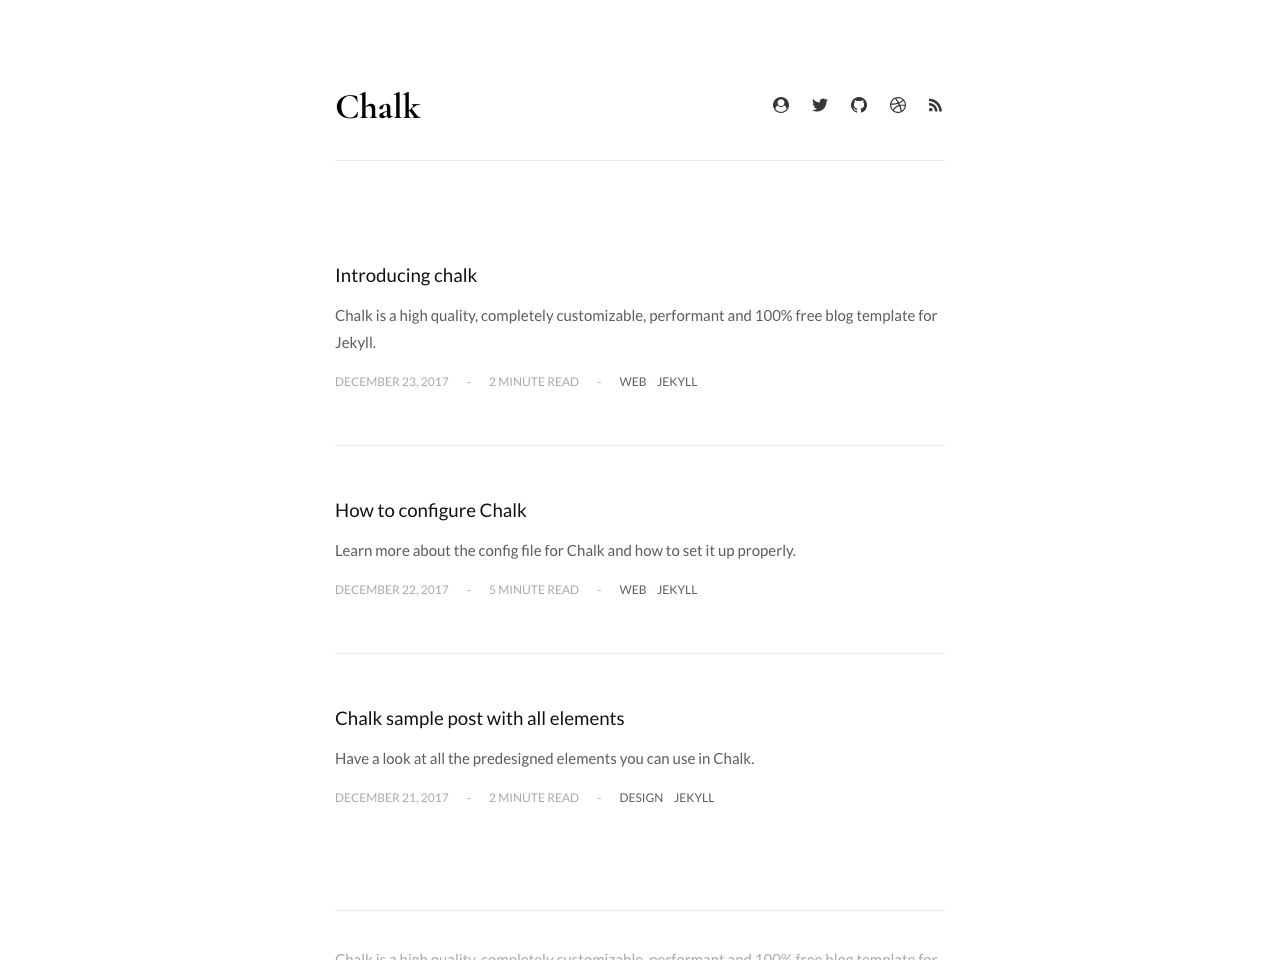 Chalk
Introducing chalk
Chalk is a high quality, completely customizable, performant and 100% free blog template for
Jekyll.
DECEMBER 23, 2017 - 2 MINUTE READ - WEB JEKYLL
How to configure Chalk
Learn more about the config file for Chalk and how to set it up properly.
DECEMBER 22, 2017 - 5 MINUTE READ - WEB JEKYLL
Chalk sample post with all elements
Have a look at all the predesigned elements you can use in Chalk.
DECEMBER 21, 2017 - 2 MINUTE READ - DESIGN JEKYLL
Chalk is a high quality, completely customizable, performant and 100% free blog template for